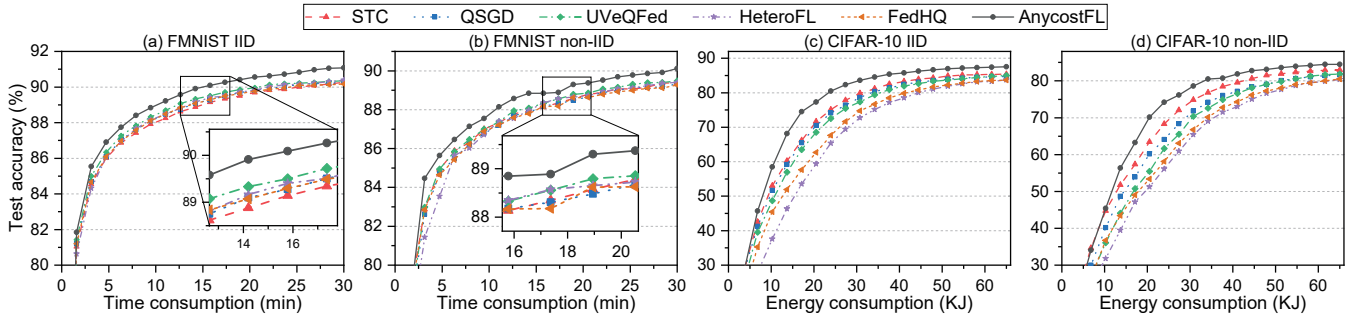 STC QSGD UVeQFed HeteroFL FedHQ AnycostFL
(a) FMNIST IID
(b) FMNIST non-IID
(c) CIFAR-10 IID
(d) CIFAR-10 non-IID
Test accuracy (%)
92
90
88
86
84
82
80
90
89
14 16
0 5 10 15 20 25 30
Time consumption (min)
90
88
86
84
82
80
89
88
16 18 20
0 5 10 15 20 25 30
Time consumption (min)
90
80
70
60
50
40
30
0 10 20 30 40 50 60
Energy consumption (KJ)
80
70
60
50
40
30
0 10 20 30 40 50 60
Energy consumption (KJ)